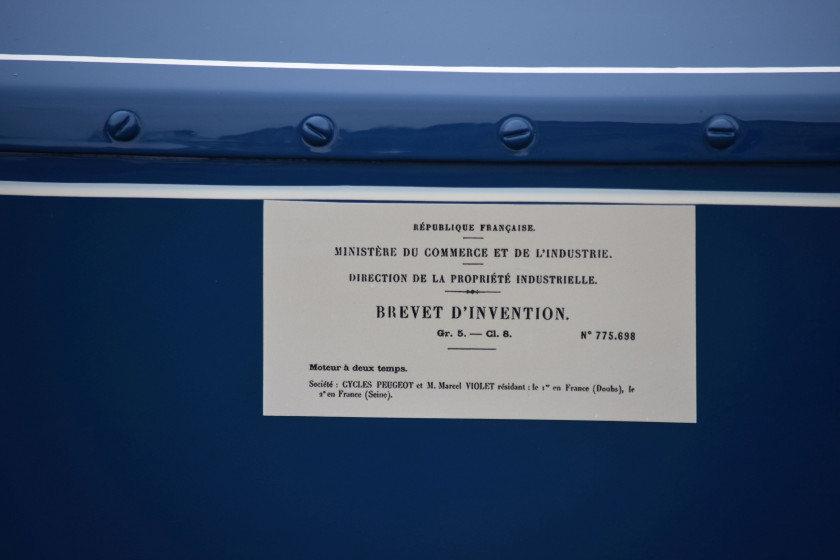 RÉPUBLIQUE FRANÇAISE.
MINISTÈRE DU COMMERCE ET DE L'INDUSTRIE.
DIRECTION DE LA PROPRIÉTÉ INDUSTRIELLE.
BREVET D'INVENTION.
Gr. 5. — Cl. 8. N° 775.698
Moteur à deux temps.
Société : CYCLES PEUGEOT et M. Marcel VIOLET résidant : le 1er en France (Doubs), le
2e en France (Seine).